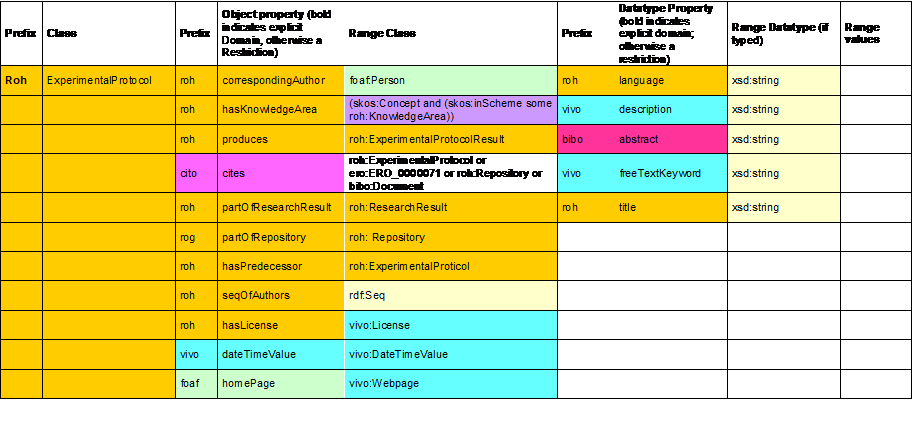 Prefix Class Prefix Object property (bold indicates explicit Domain, otherwise a Restriction) Range Class Prefix Datatype Property (bold indicates explicit domain; otherwise a restriction) Range Datatype (if typed) Range values
Roh ExperimentalProtocol roh correspondingAuthor foaf:Person roh language xsd:string
roh hasKnowledgeArea (skos:Concept and (skos:inScheme some roh:KnowledgeArea)) vivo description xsd:string
roh produces roh:ExperimentalProtocolResult bibo abstract xsd:string
cito cites roh:ExperimentalProtocol or ero:ERO_0000071 or roh:Repository or bibo:Document vivo freeTextKeyword xsd:string
roh partOfResearchResult roh:ResearchResult roh title xsd:string
rog partOfRepository roh: Repository
roh hasPredecessor roh:ExperimentalProticol
roh seqOfAuthors rdf:Seq
roh hasLicense vivo:License
vivo dateTimeValue vivo:DateTimeValue
foaf homePage vivo:Webpage